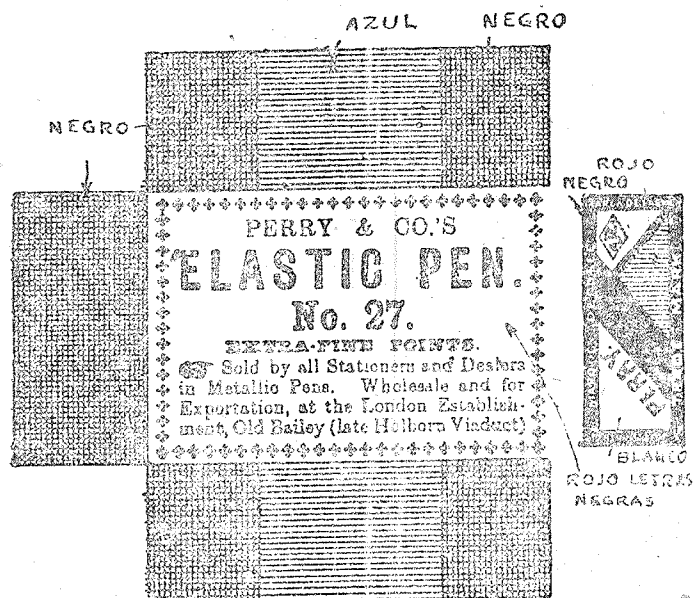 AZUL NEGRO
NEGRO
ROJO
NEGRO
PERRY & CO.'S
ELASTIC PEN.
No. 27.
EXTRA-FINE POINTS.
Sold by all Stationers and Dealers
in Metallic Pens. Wholesale and for
Exportation, at the London Establish-
ment, Old Bailey (late Holborn Viaduct)
PERRY.
BLANCO
ROJO LETRAS
NEGRAS